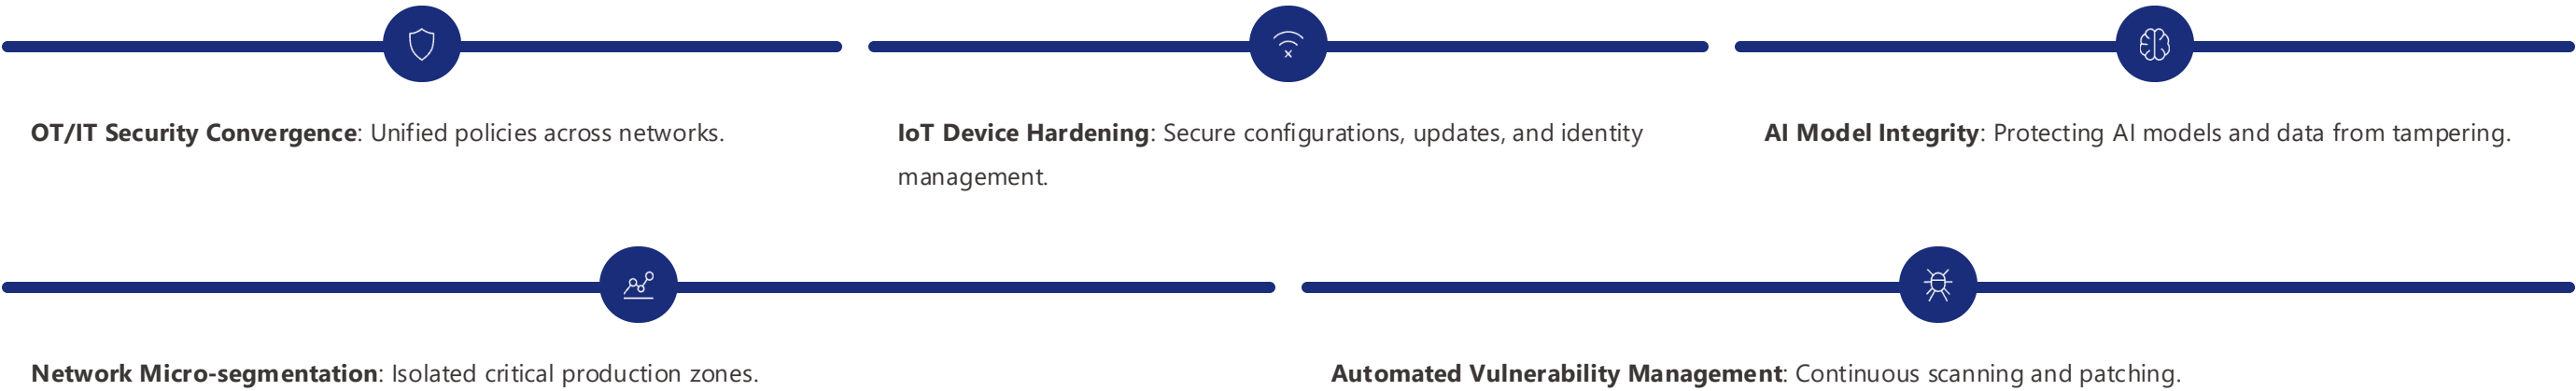 OT/IT Security Convergence: Unified policies across networks.
IoT Device Hardening: Secure configurations, updates, and identity
management.
AI Model Integrity: Protecting AI models and data from tampering.
Network Micro-segmentation: Isolated critical production zones.
Automated Vulnerability Management: Continuous scanning and patching.